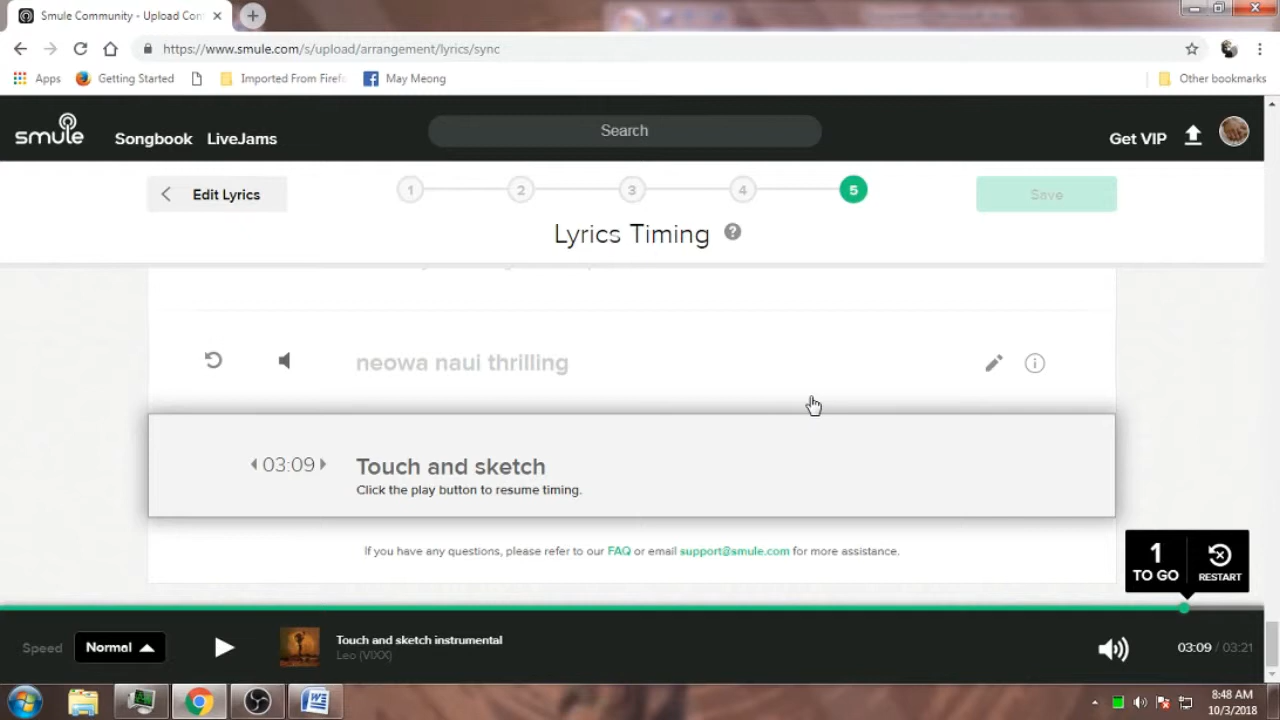 Smule Community - Upload Con
https://www.smule.com/s/upload/arrangement/lyrics/sync
Apps Getting Started Imported From Firef May Meong Other bookmarks
smule Songbook LiveJams Search Get VIP
Edit Lyrics 1 2 3 4 5 Save
Lyrics Timing ?
neowa naui thrilling
03:09 Touch and sketch
Click the play button to resume timing.
If you have any questions, please refer to our FAQ or email support@smule.com for more assistance.
1 TO GO RESTART
Speed Normal Touch and sketch instrumental 03:09 / 03:21
Leo (VIXX)
8:48 AM
10/3/2018